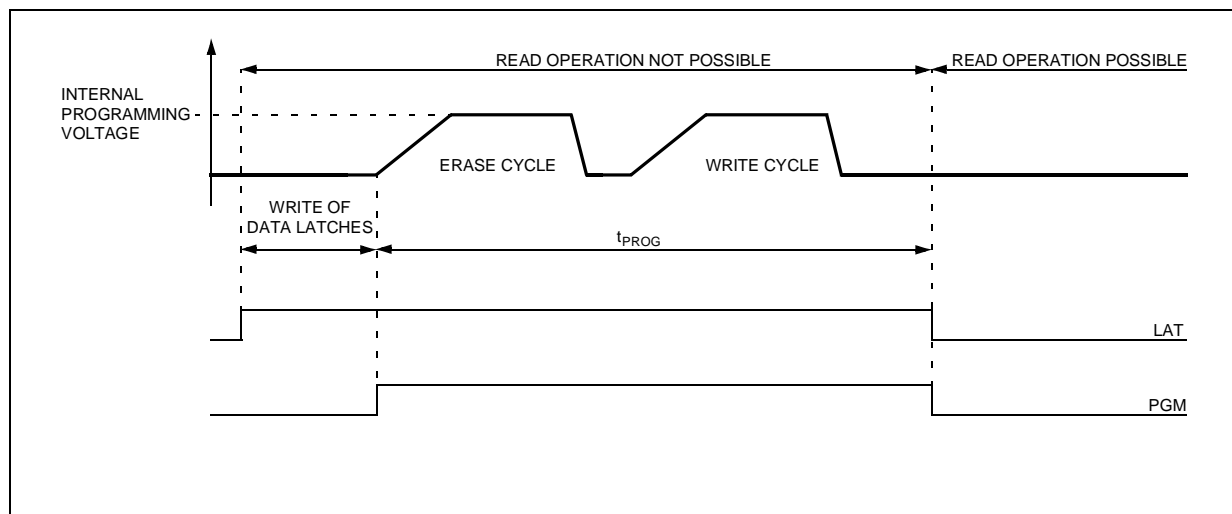 READ OPERATION NOT POSSIBLE
READ OPERATION POSSIBLE
INTERNAL
PROGRAMMING
VOLTAGE
ERASE CYCLE
WRITE CYCLE
WRITE OF
DATA LATCHES
tPROG
LAT
PGM